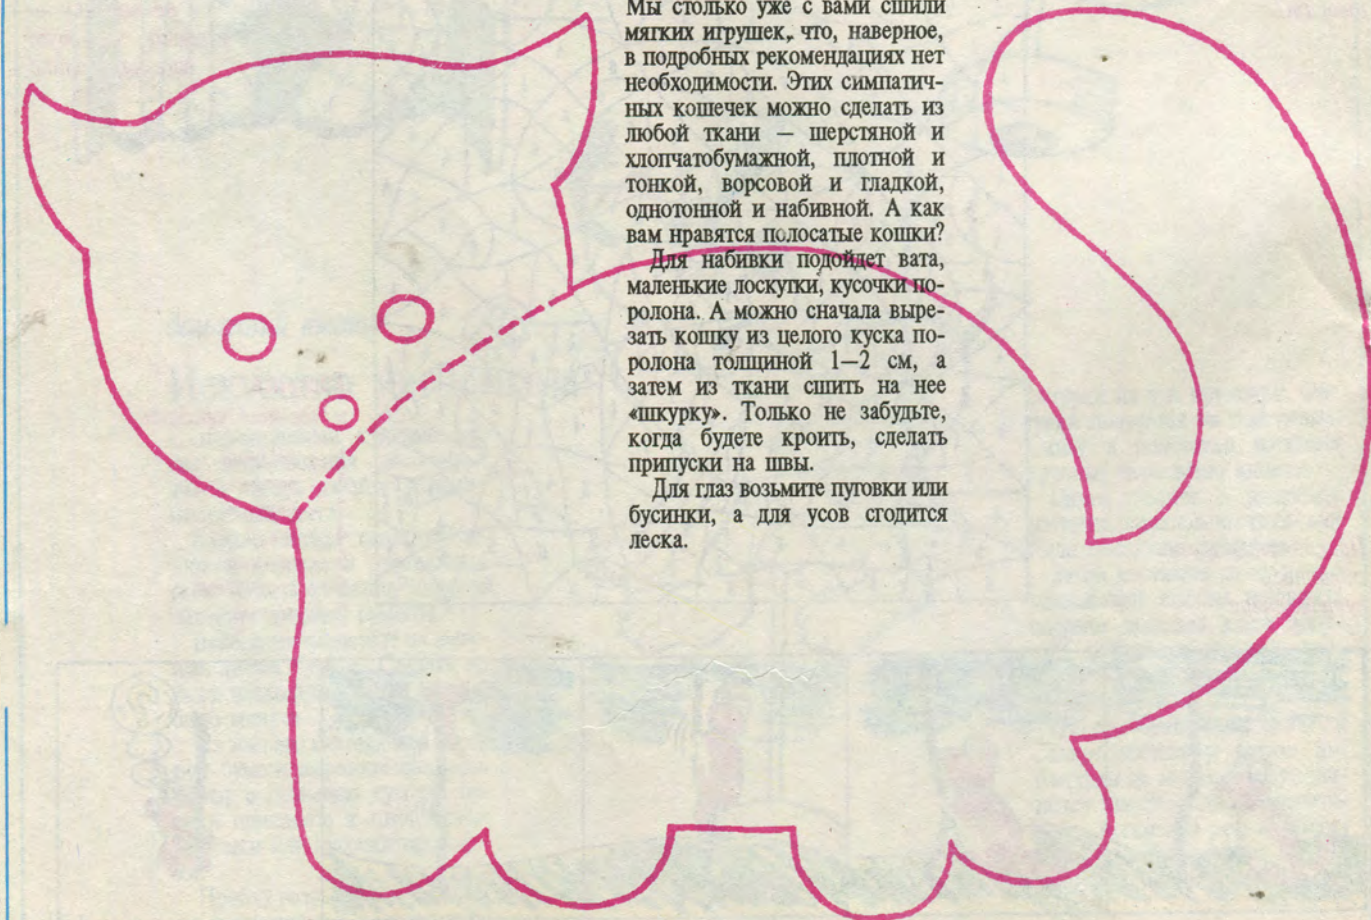 Мы столько уже с вами сшили
мягких игрушек, что, наверное,
в подробных рекомендациях нет
необходимости. Этих симпатич-
ных кошечек можно сделать из
любой ткани — шерстяной и
хлопчатобумажной, плотной и
тонкой, ворсовой и гладкой,
однотонной и набивной. А как
вам нравятся полосатые кошки?
Для набивки подойдет вата,
маленькие лоскутки, кусочки по-
ролона. А можно сначала выре-
зать кошку из целого куска по-
ролона толщиной 1—2 см, а
затем из ткани сшить на нее
«шкурку». Только не забудьте,
когда будете кроить, сделать
припуски на швы.
Для глаз возьмите пуговки или
бусинки, а для усов сгодится
леска.